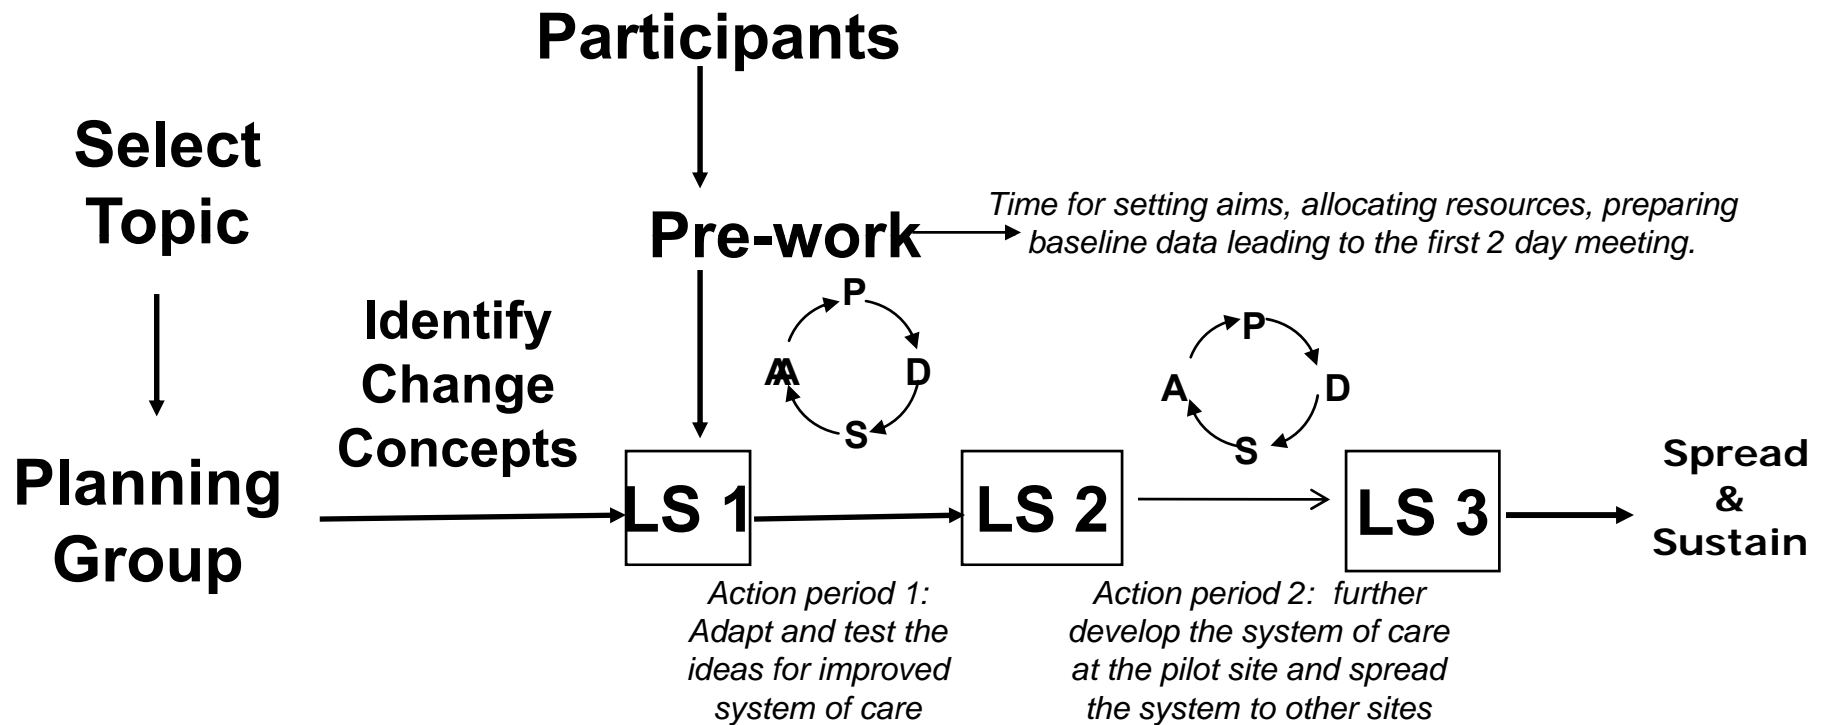 Participants
Select
Topic
Pre-work
Time for setting aims, allocating resources, preparing
baseline data leading to the first 2 day meeting.
Identify
Change
Concepts
P
D
S
AA
P
D
S
A
Planning
Group
LS 1
LS 2
LS 3
Spread
&
Sustain
Action period 1:
Adapt and test the
ideas for improved
system of care
Action period 2:  further
develop the system of care
at the pilot site and spread
the system to other sites